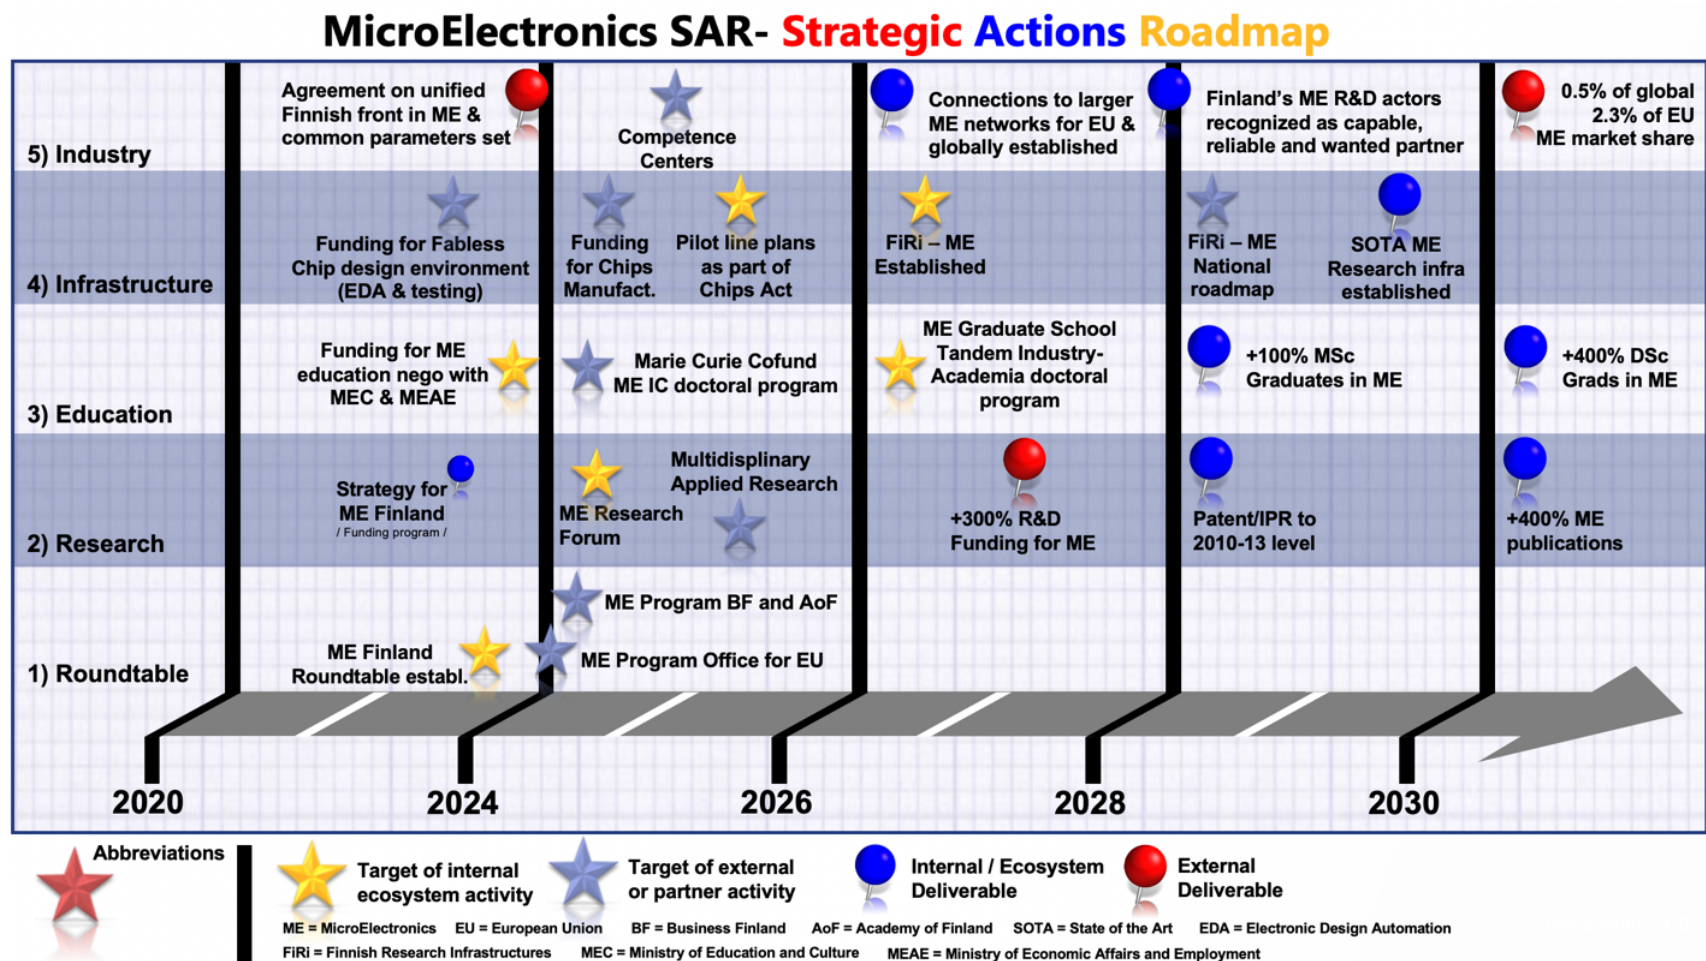 MicroElectronics SAR- Strategic Actions Roadmap
5) Industry
Agreement on unified
Finnish front in ME &
common parameters set
Competence
Centers
Connections to larger
ME networks for EU &
globally established
Finland's ME R&D actors
recognized as capable,
reliable and wanted partner
0.5% of global
2.3% of EU
ME market share
4) Infrastructure
Funding for Fabless
Chip design environment
(EDA & testing)
Funding
for Chips
Manufact.
Pilot line plans
as part of
Chips Act
FiRi – ME
Established
FiRi – ME
National
roadmap
SOTA ME
Research infra
established
3) Education
Funding for ME
education nego with
MEC & MEAE
Marie Curie Cofund
ME IC doctoral program
ME Graduate School
Tandem Industry-
Academia doctoral
program
+100% MSc
Graduates in ME
+400% DSc
Grads in ME
2) Research
Strategy for
ME Finland
/ Funding program /
ME Research
Forum
Multidisplinary
Applied Research
+300% R&D
Funding for ME
Patent/IPR to
2010-13 level
+400% ME
publications
1) Roundtable
ME Finland
Roundtable establ.
ME Program BF and AoF
ME Program Office for EU
2020
2024
2026
2028
2030
Abbreviations
Target of internal
ecosystem activity
Target of external
or partner activity
Internal / Ecosystem
Deliverable
External
Deliverable
ME = MicroElectronics EU = European Union BF = Business Finland AoF = Academy of Finland SOTA = State of the Art EDA = Electronic Design Automation
FiRi = Finnish Research Infrastructures MEC = Ministry of Education and Culture MEAE = Ministry of Economic Affairs and Employment